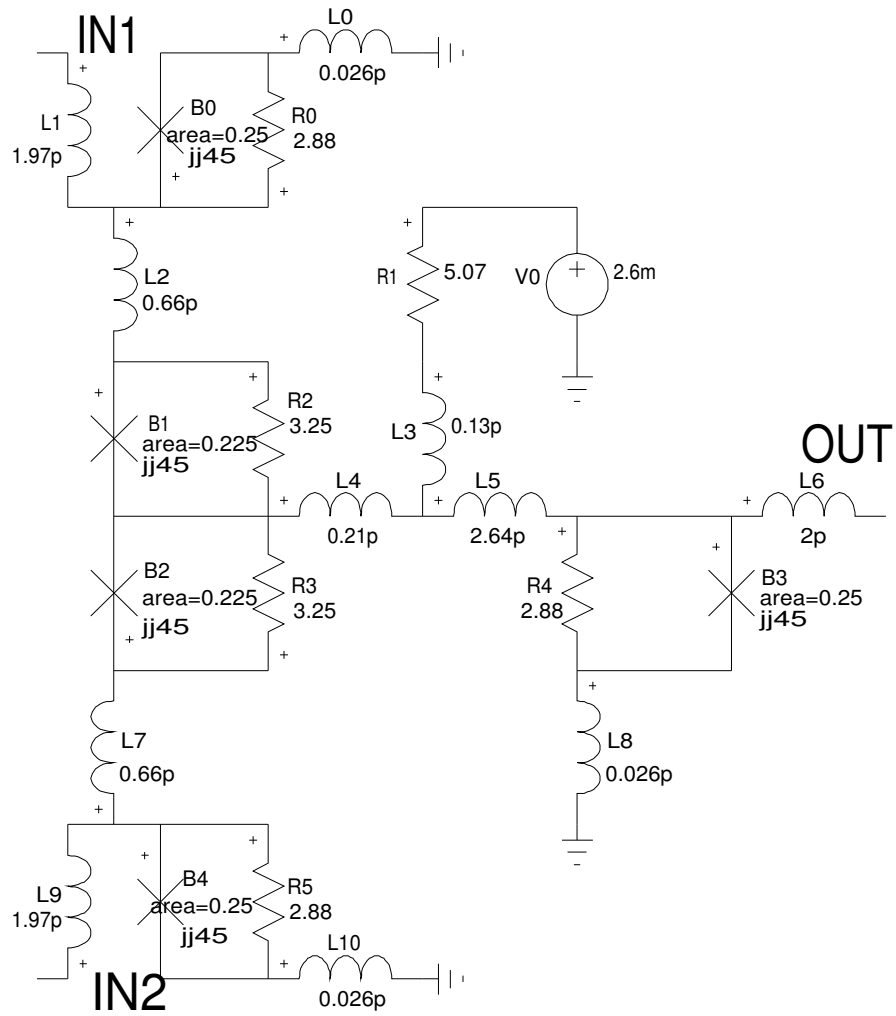 IN1
L0
0.026p
L1
1.97p
B0
area=0.25
jj45
R0
2.88
L2
0.66p
R1
5.07
V0
2.6m
B1
area=0.225
jj45
R2
3.25
L3
0.13p
OUT
L4
0.21p
L5
2.64p
L6
2p
B2
area=0.225
jj45
R3
3.25
R4
2.88
B3
area=0.25
jj45
L7
0.66p
L8
0.026p
L9
1.97p
B4
area=0.25
jj45
R5
2.88
L10
0.026p
IN2